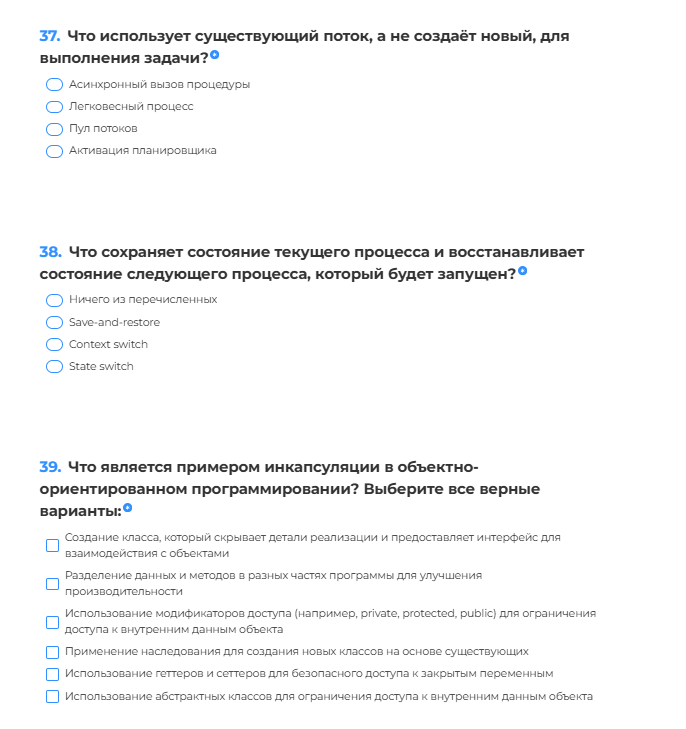 37. Что использует существующий поток, а не создаёт новый, для
выполнения задачи?
Асинхронный вызов процедуры
Легковесный процесс
Пул потоков
Активация планировщика
38. Что сохраняет состояние текущего процесса и восстанавливает
состояние следующего процесса, который будет запущен?
Ничего из перечисленных
Save-and-restore
Context switch
State switch
39. Что является примером инкапсуляции в объектно-
ориентированном программировании? Выберите все верные
варианты:
Создание класса, который скрывает детали реализации и предоставляет интерфейс для
взаимодействия с объектами
Разделение данных и методов в разных частях программы для улучшения
производительности
Использование модификаторов доступа (например, private, protected, public) для ограничения
доступа к внутренним данным объекта
Применение наследования для создания новых классов на основе существующих
Использование геттеров и сеттеров для безопасного доступа к закрытым переменным
Использование абстрактных классов для ограничения доступа к внутренним данным объекта